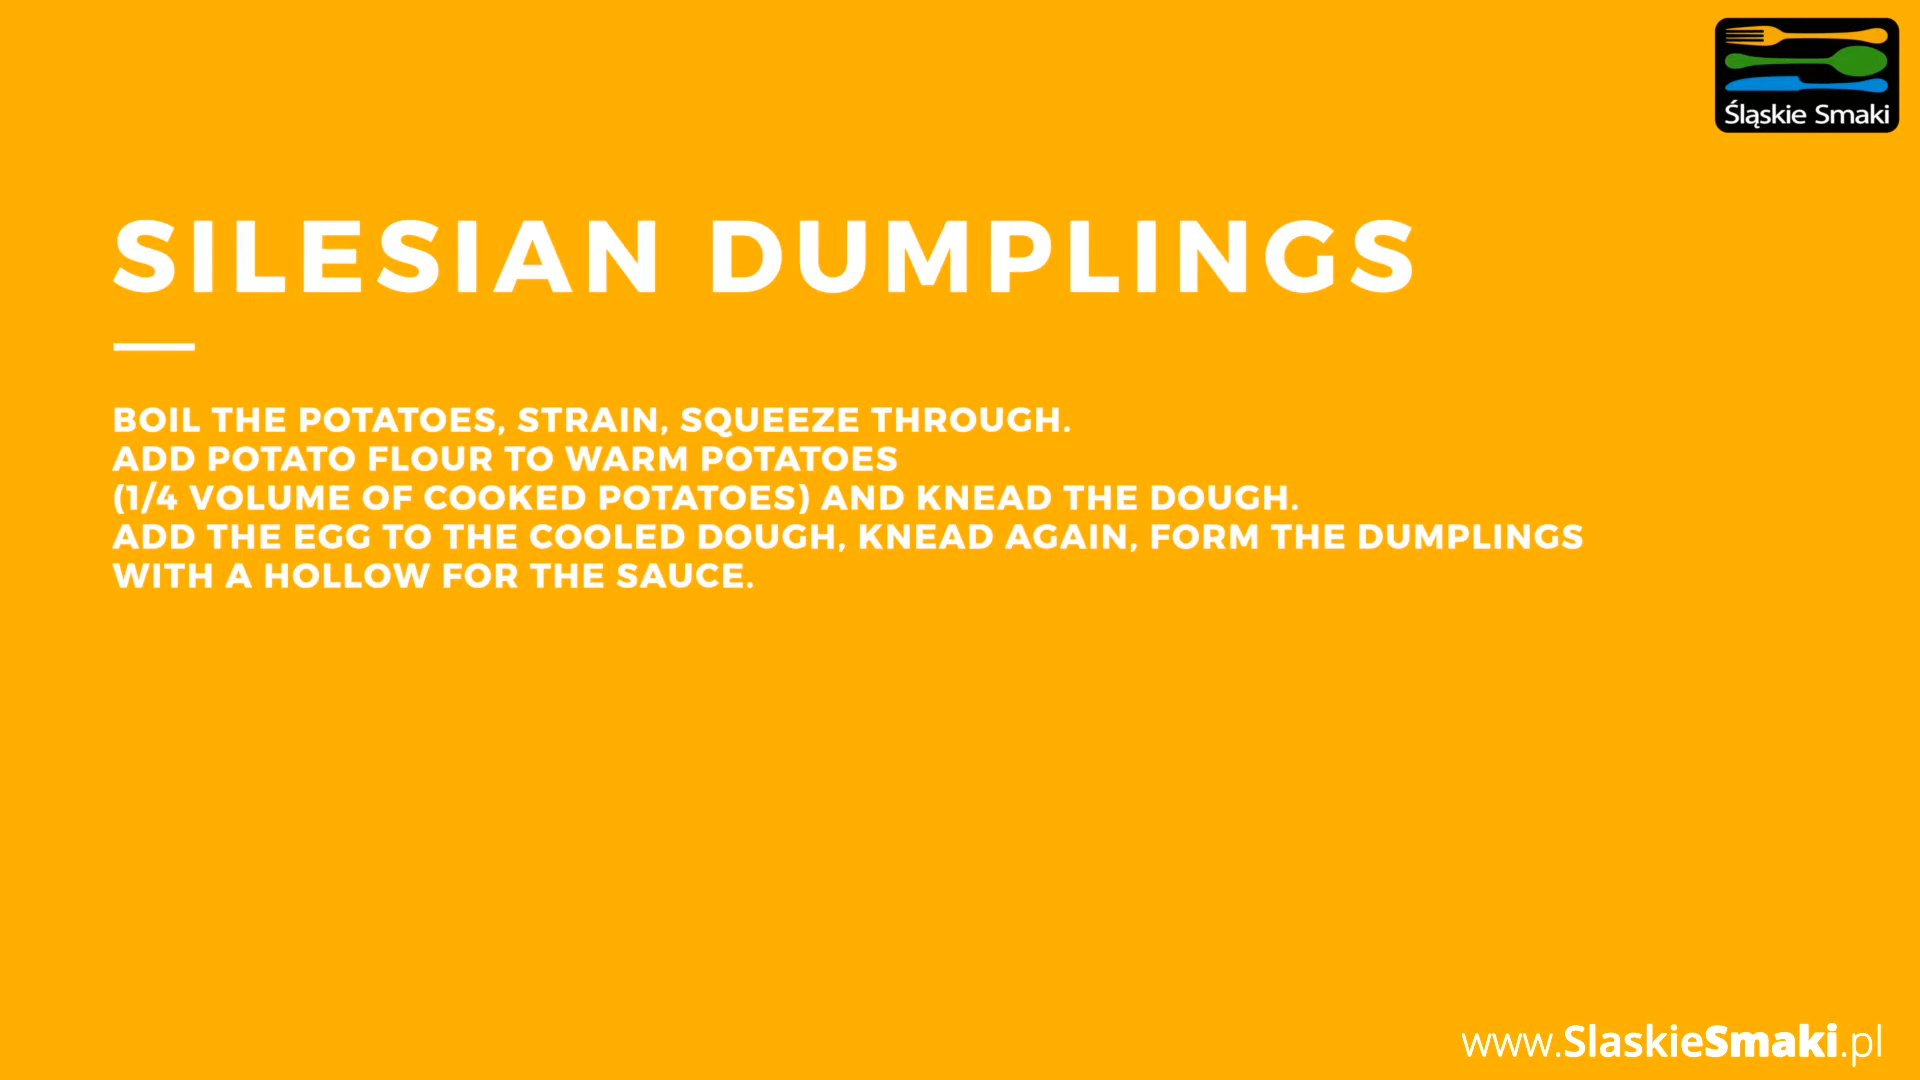 Śląskie Smaki
SILESIAN DUMPLINGS
BOIL THE POTATOES, STRAIN, SQUEEZE THROUGH.
ADD POTATO FLOUR TO WARM POTATOES
(1/4 VOLUME OF COOKED POTATOES) AND KNEAD THE DOUGH.
ADD THE EGG TO THE COOLED DOUGH, KNEAD AGAIN, FORM THE DUMPLINGS
WITH A HOLLOW FOR THE SAUCE.
www.SlaskieSmaki.pl